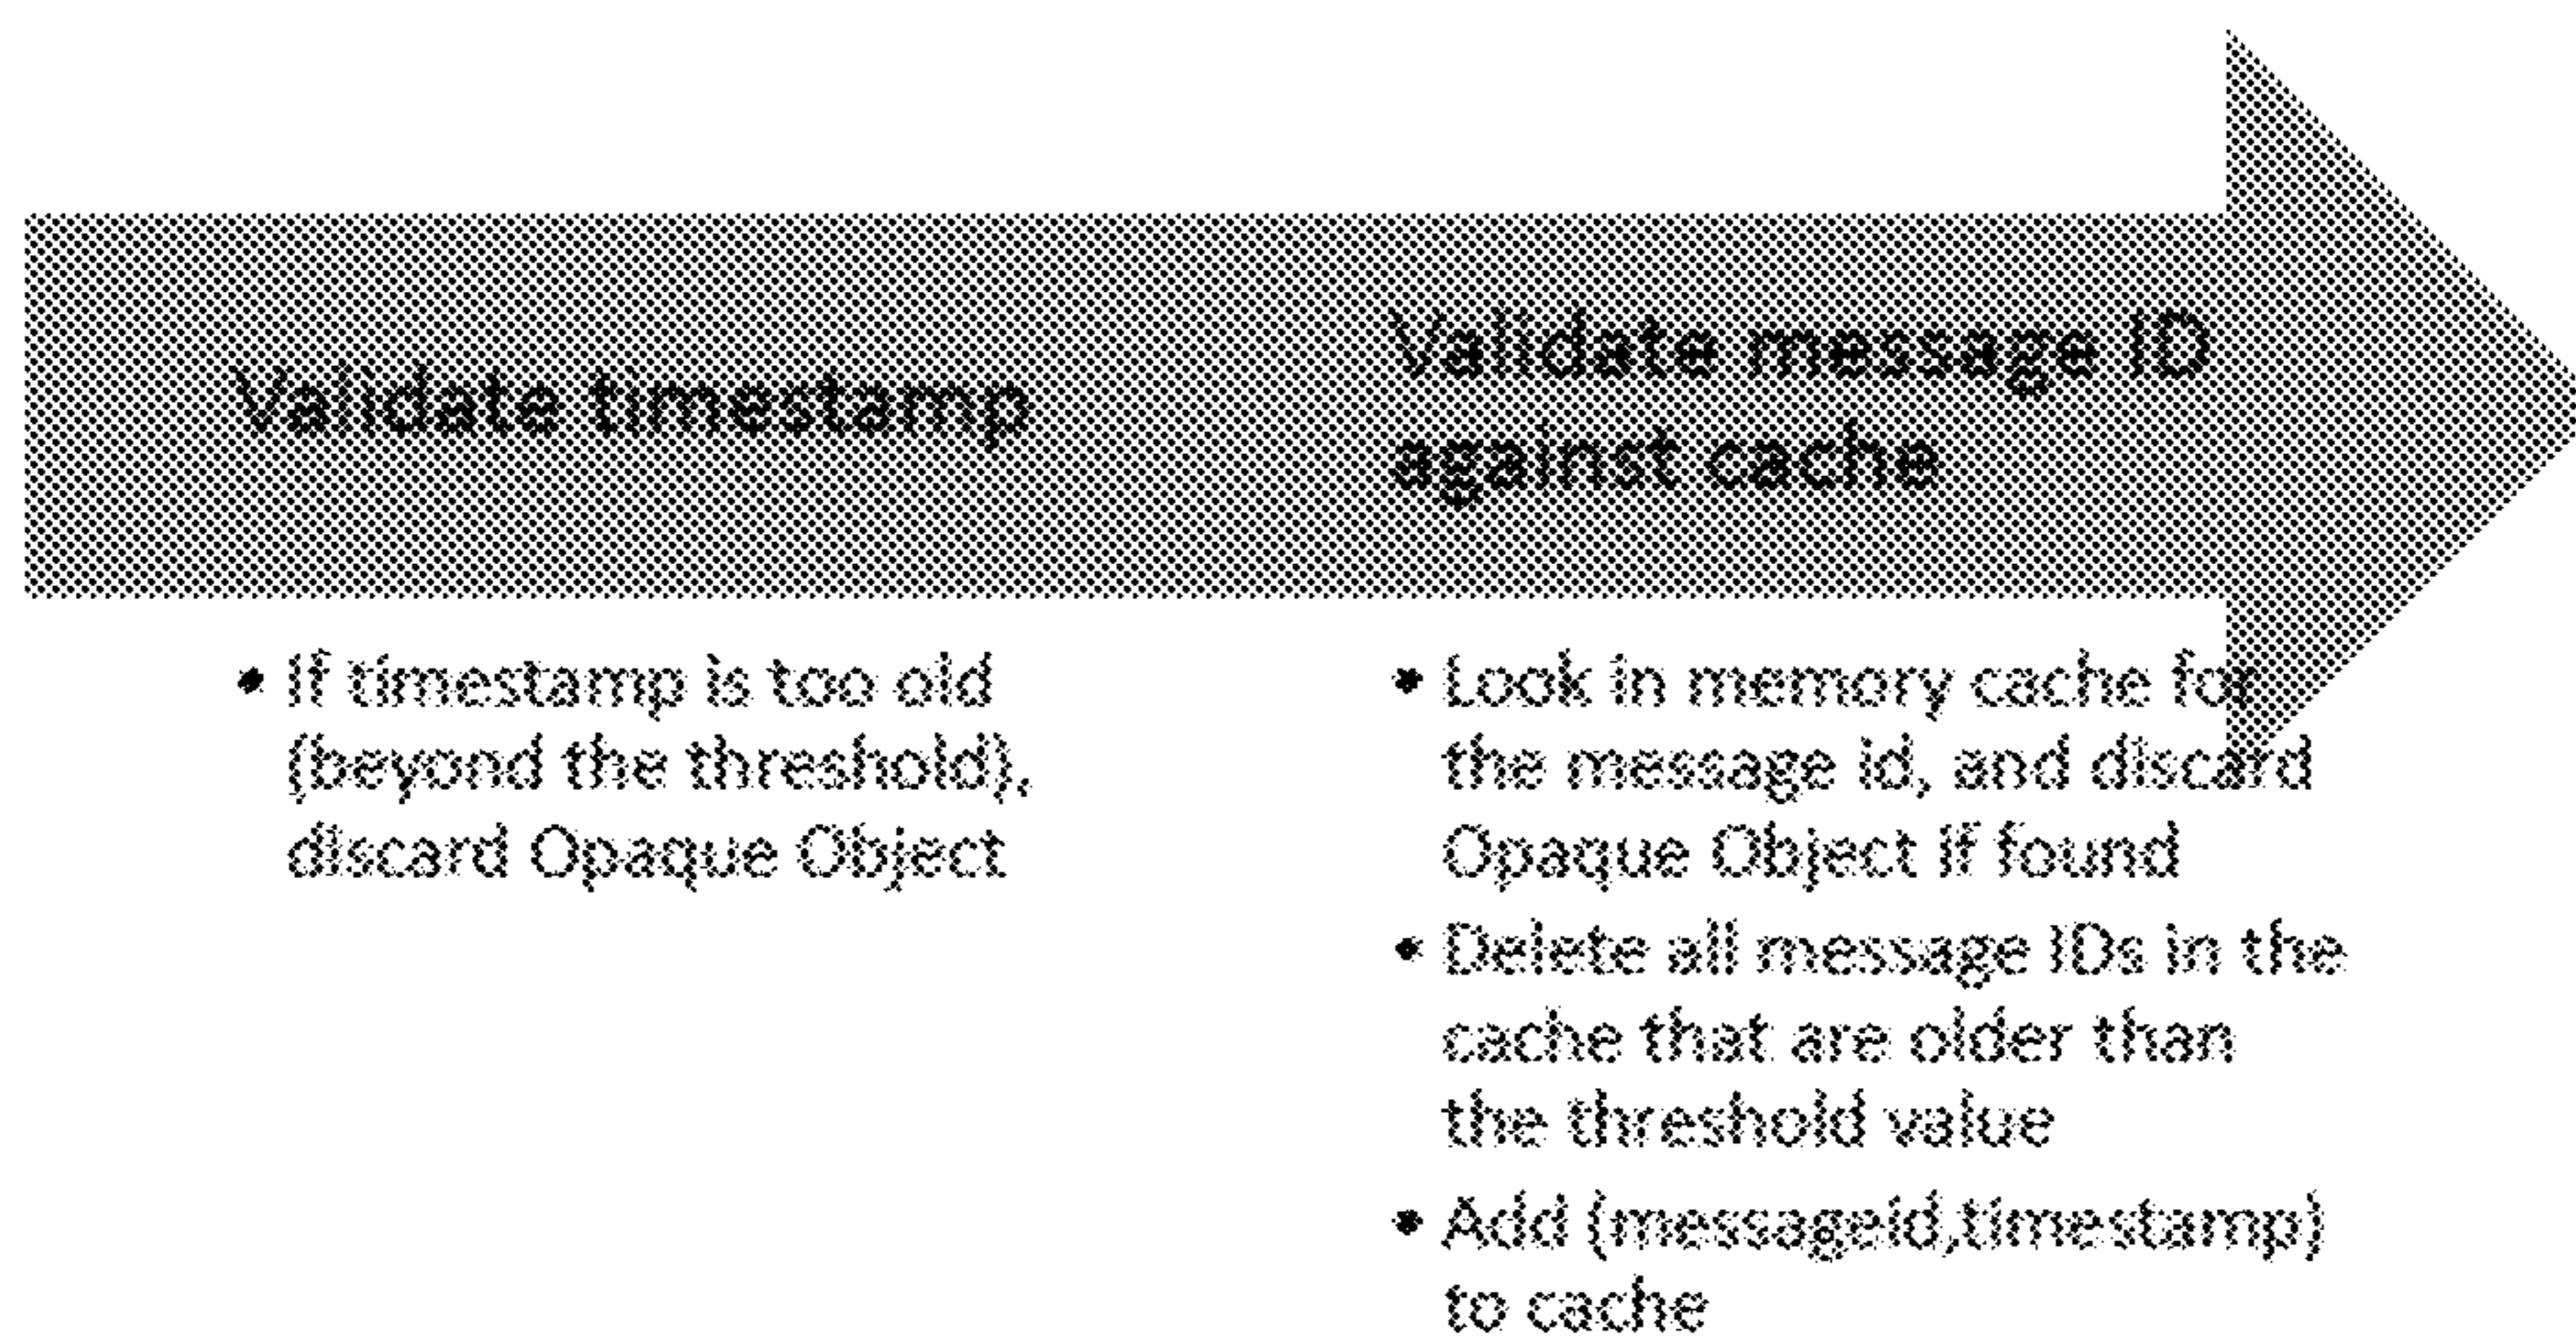 Validate timestamp
• If timestamp is too old
(beyond the threshold),
discard Opaque Object
Validate message ID
against cache
• Look in memory cache for
the message id, and discard
Opaque Object if found
• Delete all message IDs in the
cache that are older than
the threshold value
• Add (messageid,timestamp)
to cache